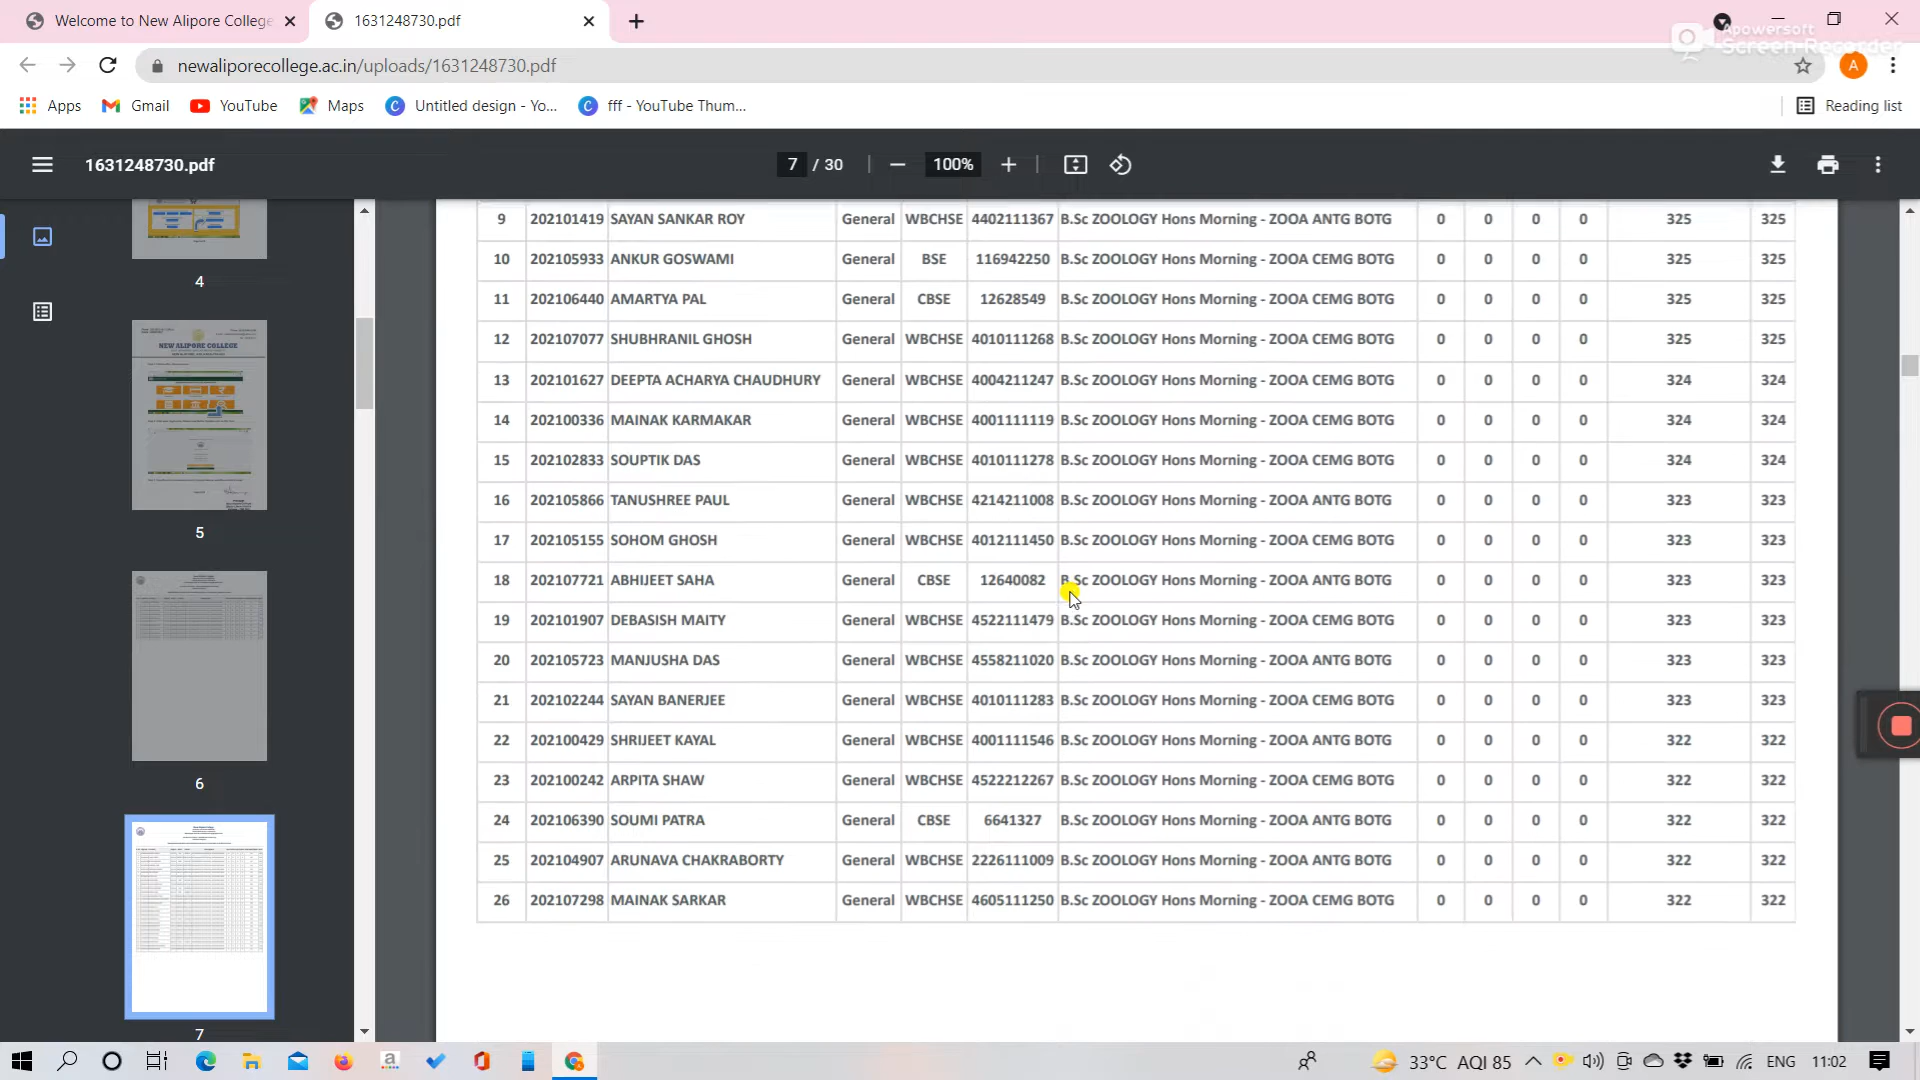 Welcome to New Alipore College
1631248730.pdf
Apowersoft
Screen Recorder
newaliporecollege.ac.in/uploads/1631248730.pdf
A
Apps
Gmail
YouTube
Maps
Untitled design - Yo...
fff - YouTube Thum...
Reading list
1631248730.pdf
7 / 30
100%
4
NEW ALIPORE COLLEGE
5
6
7
9 202101419 SAYAN SANKAR ROY General WBCHSE 4402111367 B.Sc ZOOLOGY Hons Morning - ZOOA ANTG BOTG 0 0 0 0 325 325
10 202105933 ANKUR GOSWAMI General BSE 116942250 B.Sc ZOOLOGY Hons Morning - ZOOA CEMG BOTG 0 0 0 0 325 325
11 202106440 AMARTYA PAL General CBSE 12628549 B.Sc ZOOLOGY Hons Morning - ZOOA CEMG BOTG 0 0 0 0 325 325
12 202107077 SHUBHRANIL GHOSH General WBCHSE 4010111268 B.Sc ZOOLOGY Hons Morning - ZOOA CEMG BOTG 0 0 0 0 325 325
13 202101627 DEEPTA ACHARYA CHAUDHURY General WBCHSE 4004211247 B.Sc ZOOLOGY Hons Morning - ZOOA CEMG BOTG 0 0 0 0 324 324
14 202100336 MAINAK KARMAKAR General WBCHSE 4001111119 B.Sc ZOOLOGY Hons Morning - ZOOA CEMG BOTG 0 0 0 0 324 324
15 202102833 SOUPTIK DAS General WBCHSE 4010111278 B.Sc ZOOLOGY Hons Morning - ZOOA CEMG BOTG 0 0 0 0 324 324
16 202105866 TANUSHREE PAUL General WBCHSE 4214211008 B.Sc ZOOLOGY Hons Morning - ZOOA ANTG BOTG 0 0 0 0 323 323
17 202105155 SOHOM GHOSH General WBCHSE 4012111450 B.Sc ZOOLOGY Hons Morning - ZOOA CEMG BOTG 0 0 0 0 323 323
18 202107721 ABHIJEET SAHA General CBSE 12640082 B.Sc ZOOLOGY Hons Morning - ZOOA ANTG BOTG 0 0 0 0 323 323
19 202101907 DEBASISH MAITY General WBCHSE 4522111479 B.Sc ZOOLOGY Hons Morning - ZOOA CEMG BOTG 0 0 0 0 323 323
20 202105723 MANJUSHA DAS General WBCHSE 4558211020 B.Sc ZOOLOGY Hons Morning - ZOOA ANTG BOTG 0 0 0 0 323 323
21 202102244 SAYAN BANERJEE General WBCHSE 4010111283 B.Sc ZOOLOGY Hons Morning - ZOOA CEMG BOTG 0 0 0 0 323 323
22 202100429 SHRIJEET KAYAL General WBCHSE 4001111546 B.Sc ZOOLOGY Hons Morning - ZOOA ANTG BOTG 0 0 0 0 322 322
23 202100242 ARPITA SHAW General WBCHSE 4522212267 B.Sc ZOOLOGY Hons Morning - ZOOA CEMG BOTG 0 0 0 0 322 322
24 202106390 SOUMI PATRA General CBSE 6641327 B.Sc ZOOLOGY Hons Morning - ZOOA ANTG BOTG 0 0 0 0 322 322
25 202104907 ARUNAVA CHAKRABORTY General WBCHSE 2226111009 B.Sc ZOOLOGY Hons Morning - ZOOA ANTG BOTG 0 0 0 0 322 322
26 202107298 MAINAK SARKAR General WBCHSE 4605111250 B.Sc ZOOLOGY Hons Morning - ZOOA CEMG BOTG 0 0 0 0 322 322
33°C AQI 85
ENG
11:02